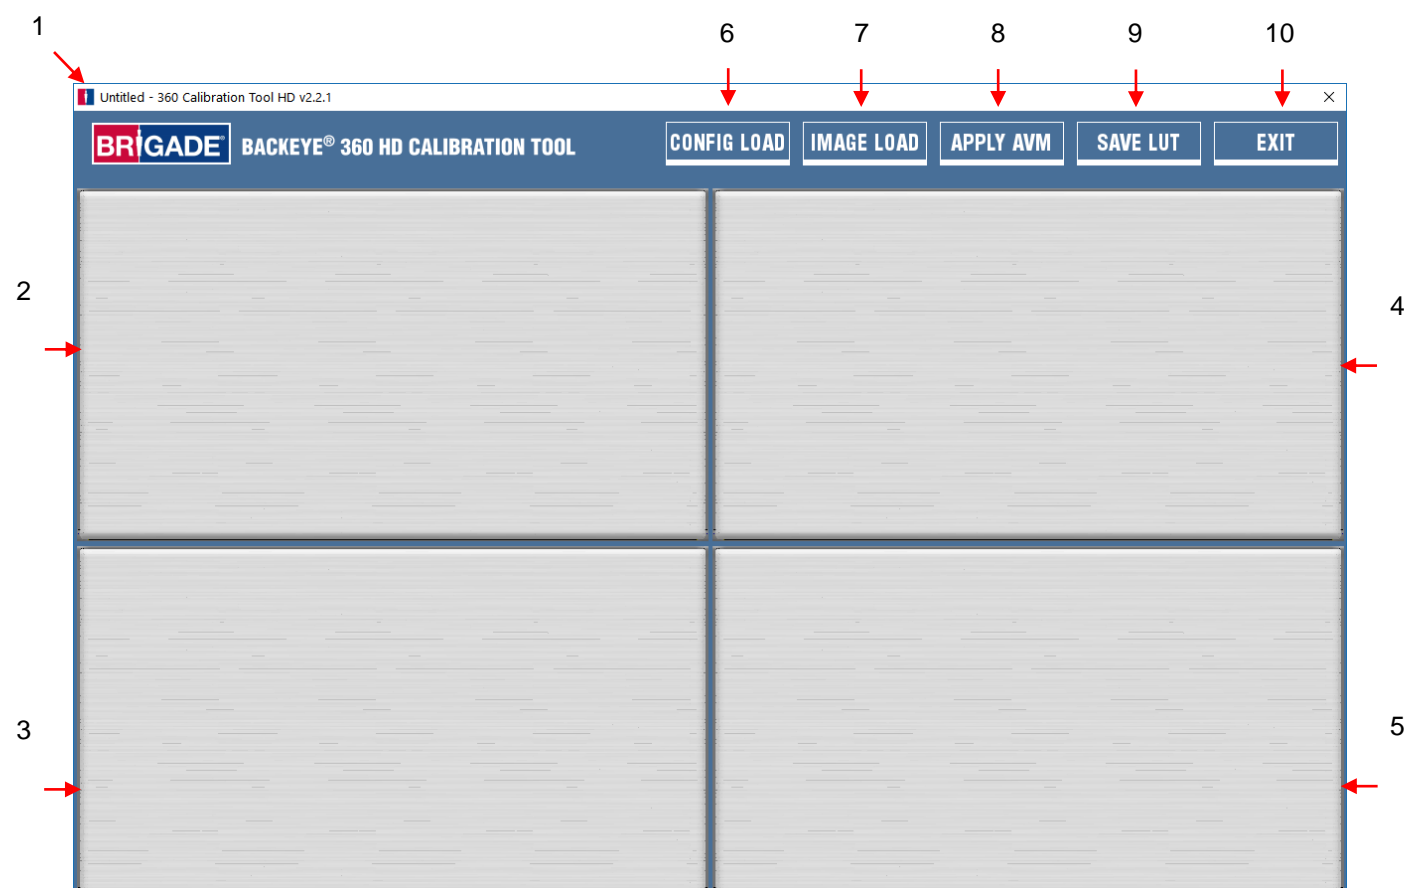 1
6 7 8 9 10
Untitled - 360 Calibration Tool HD v2.2.1
BRIGADE® BACKEYE® 360 HD CALIBRATION TOOL CONFIG LOAD IMAGE LOAD APPLY AVM SAVE LUT EXIT
2
4
3
5